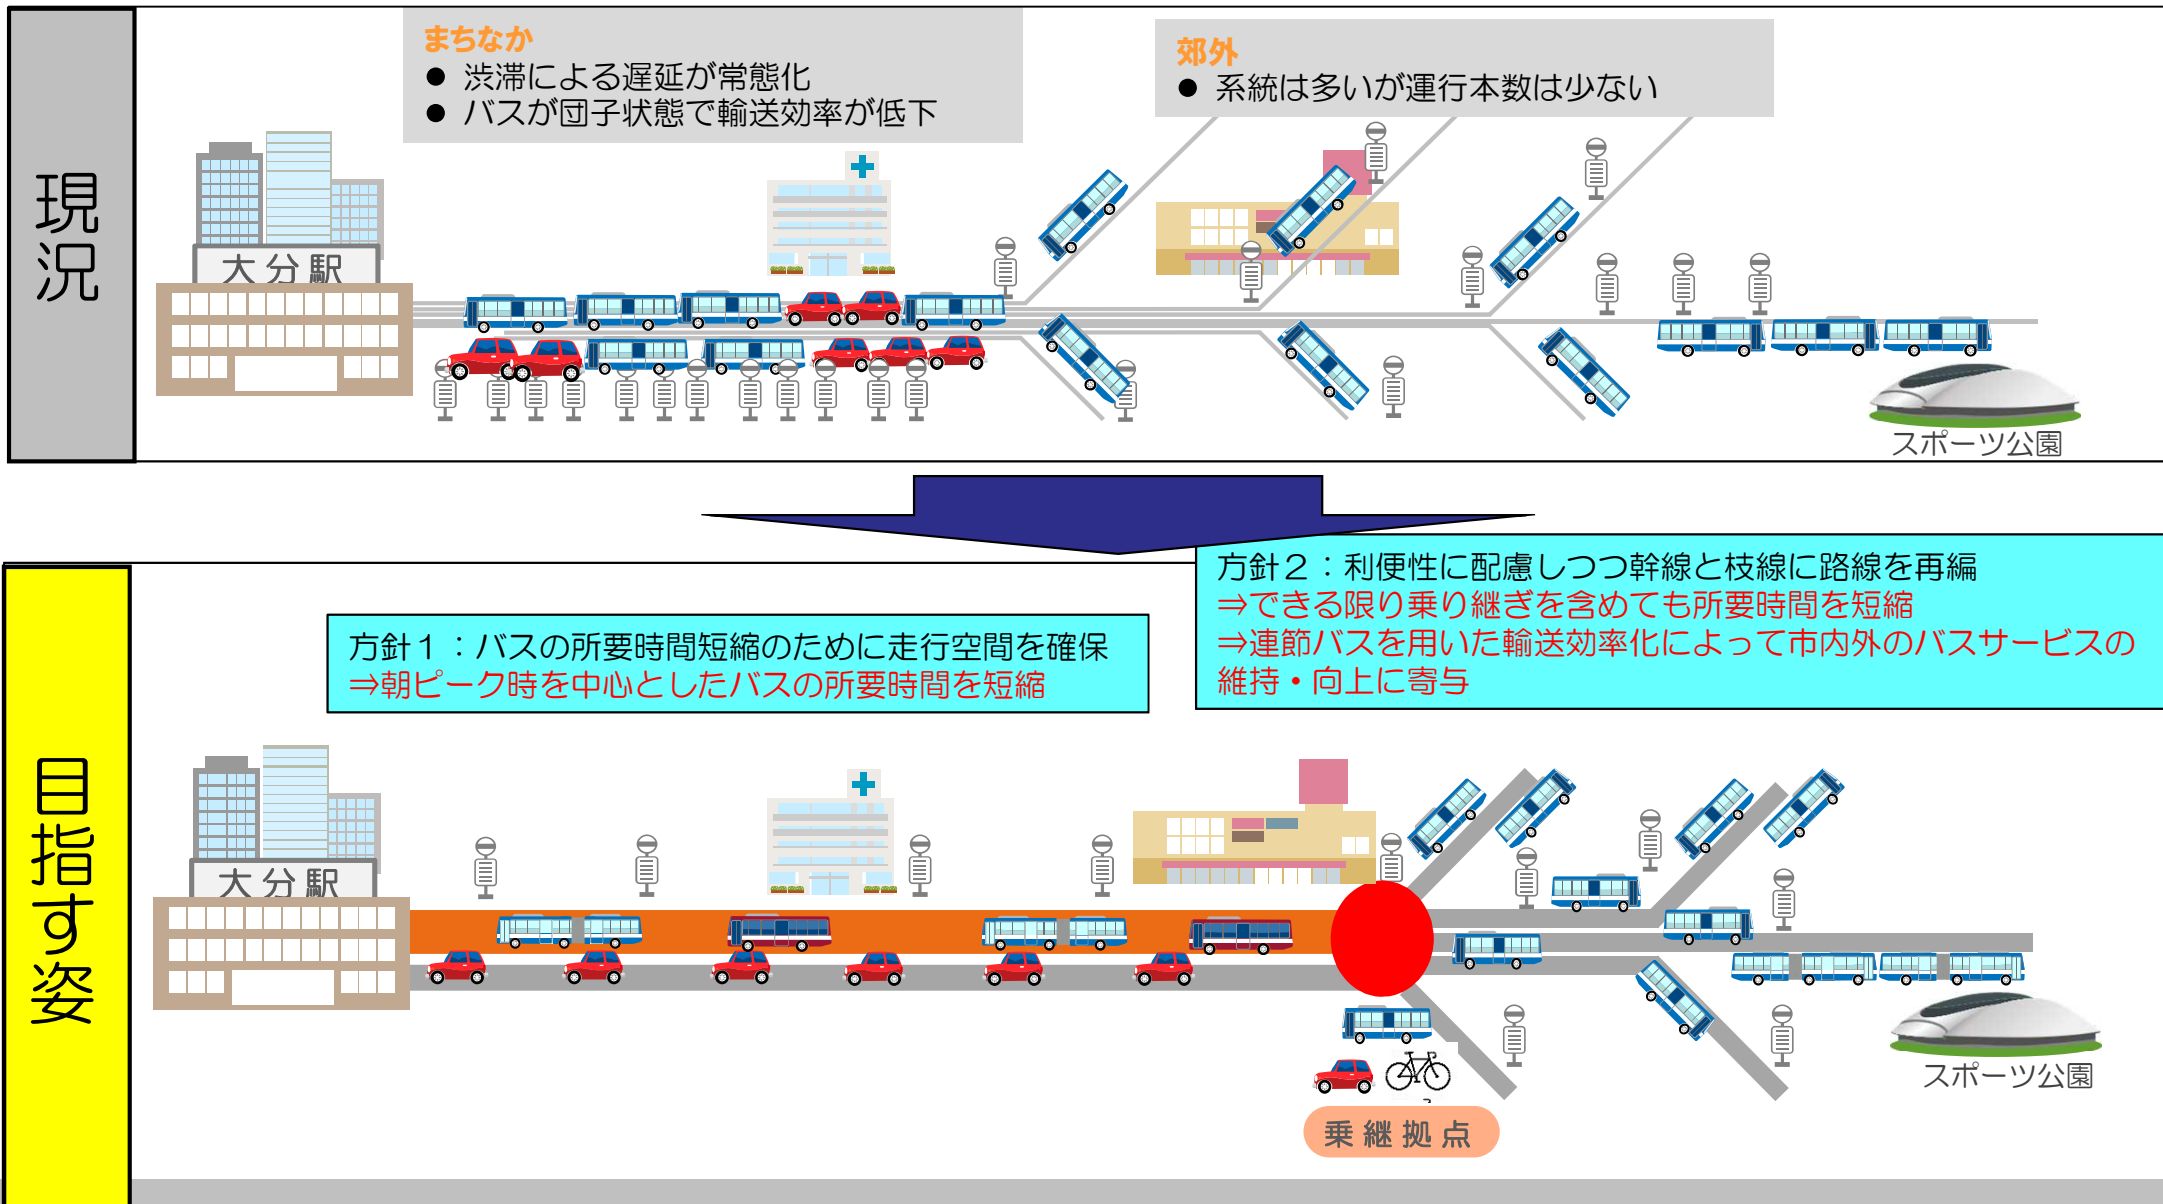 現況
まちなか
● 渋滞による遅延が常態化
● バスが団子状態で輸送効率が低下
郊外
● 系統は多いが運行本数は少ない
大分駅
スポーツ公園
目指す姿
方針１：バスの所要時間短縮のために走行空間を確保
⇒朝ピーク時を中心としたバスの所要時間を短縮
方針２：利便性に配慮しつつ幹線と枝線に路線を再編
⇒できる限り乗り継ぎを含めても所要時間を短縮
⇒連節バスを用いた輸送効率化によって市内外のバスサービスの
維持・向上に寄与
大分駅
スポーツ公園
乗継拠点